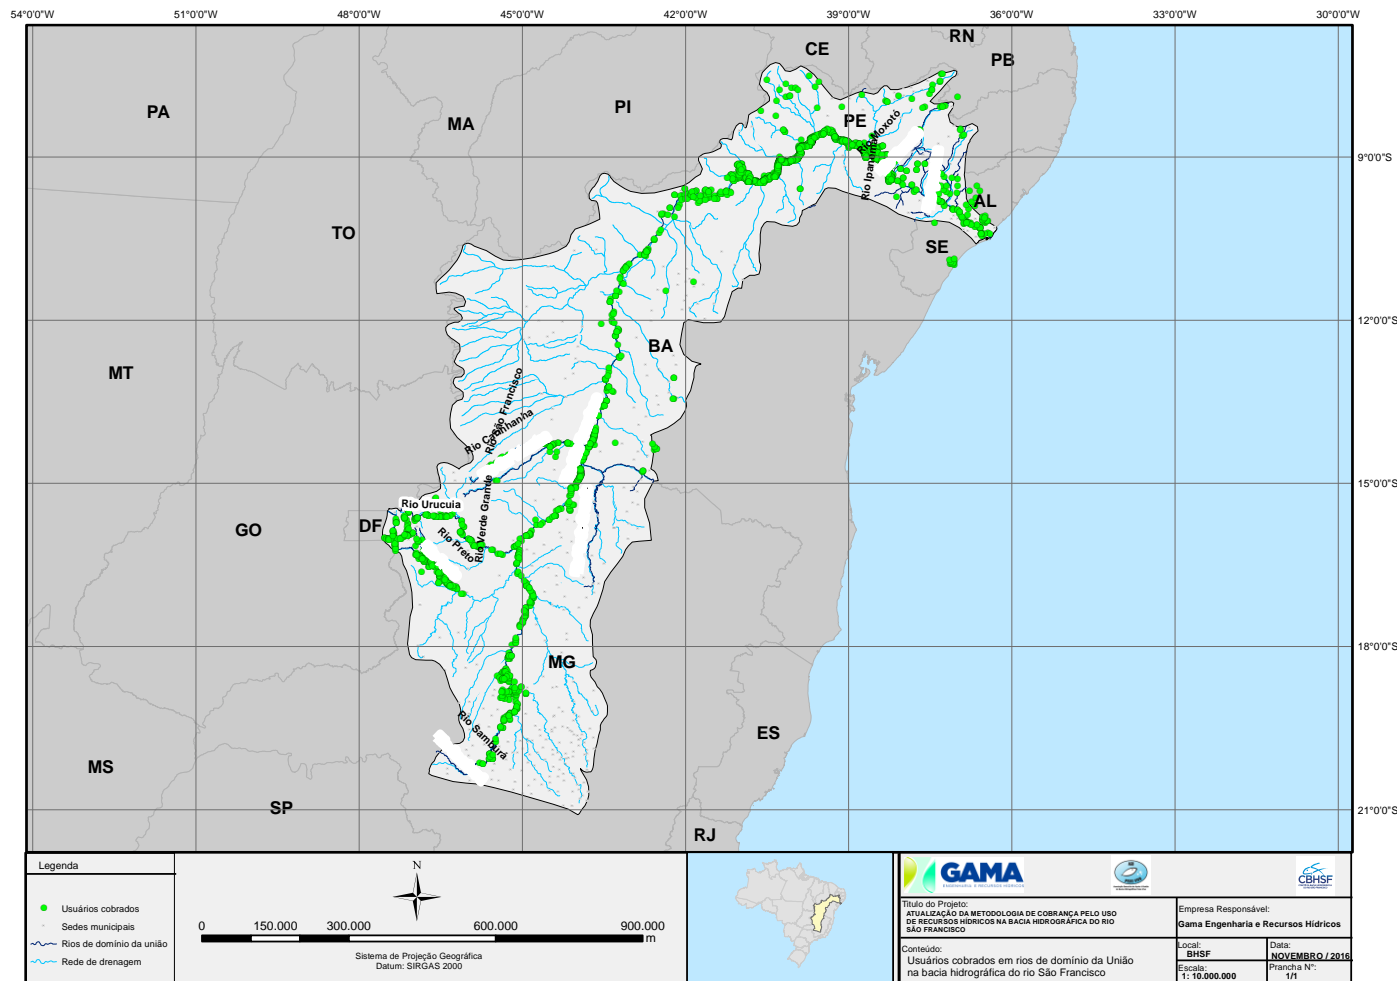 54°0'0"W
51°0'0"W
48°0'0"W
45°0'0"W
42°0'0"W
39°0'0"W
36°0'0"W
33°0'0"W
30°0'0"W
RN
CE
PB
PA
PI
MA
PE
Rio Moxotó
9°0'0"S
Rio Ipanema
AL
TO
SE
12°0'0"S
BA
MT
Rio São Francisco
Rio Carinhanha
15°0'0"S
Rio Urucuia
Rio Verde Grande
DF
GO
Rio Preto
18°0'0"S
MG
Rio Samburá
ES
MS
SP
21°0'0"S
RJ
Legenda
Usuários cobrados
Sedes municipais
Rios de domínio da união
Rede de drenagem
N
0 150.000 300.000 600.000 900.000
m
Sistema de Projeção Geográfica
Datum: SIRGAS 2000
GAMA
ENGENHARIA E RECURSOS HÍDRICOS
CBHSF
Titulo do Projeto:
ATUALIZAÇÃO DA METODOLOGIA DE COBRANÇA PELO USO
DE RECURSOS HÍDRICOS NA BACIA HIDROGRÁFICA DO RIO
SÃO FRANCISCO
Empresa Responsável:
Gama Engenharia e Recursos Hídricos
Conteúdo:
Usuários cobrados em rios de domínio da União
na bacia hidrográfica do rio São Francisco
Local:
BHSF
Data:
NOVEMBRO / 2016
Escala:
1: 10.000.000
Prancha Nº:
1/1